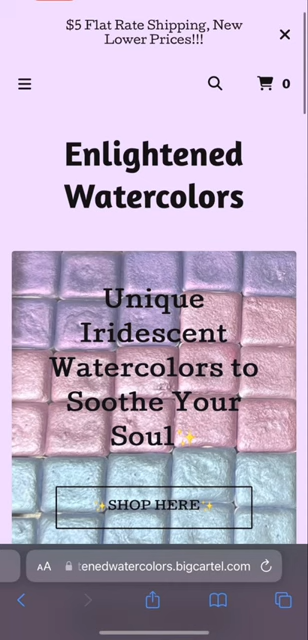 $5 Flat Rate Shipping, New
Lower Prices!!!
0
Enlightened
Watercolors
Unique
Iridescent
Watercolors to
Soothe Your
Soul✨
✨SHOP HERE✨
AA
tenedwatercolors.bigcartel.com